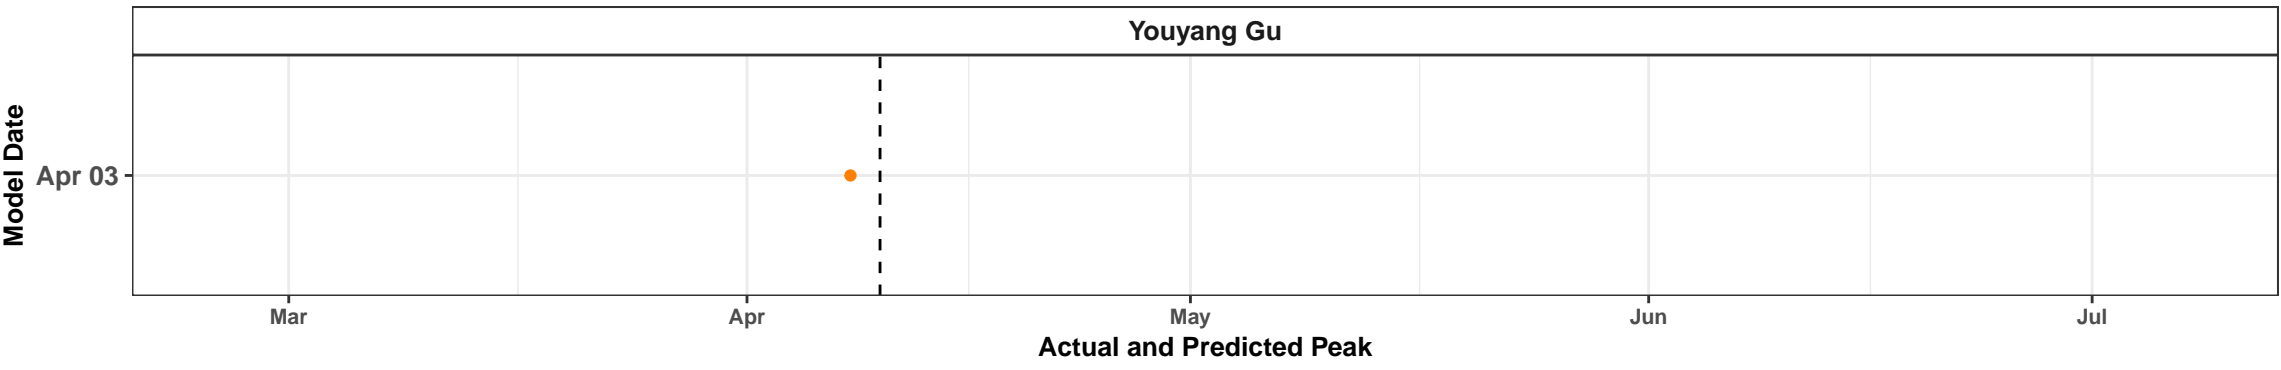 Youyang Gu
Model Date
Apr 03
Mar Apr May Jun Jul
Actual and Predicted Peak